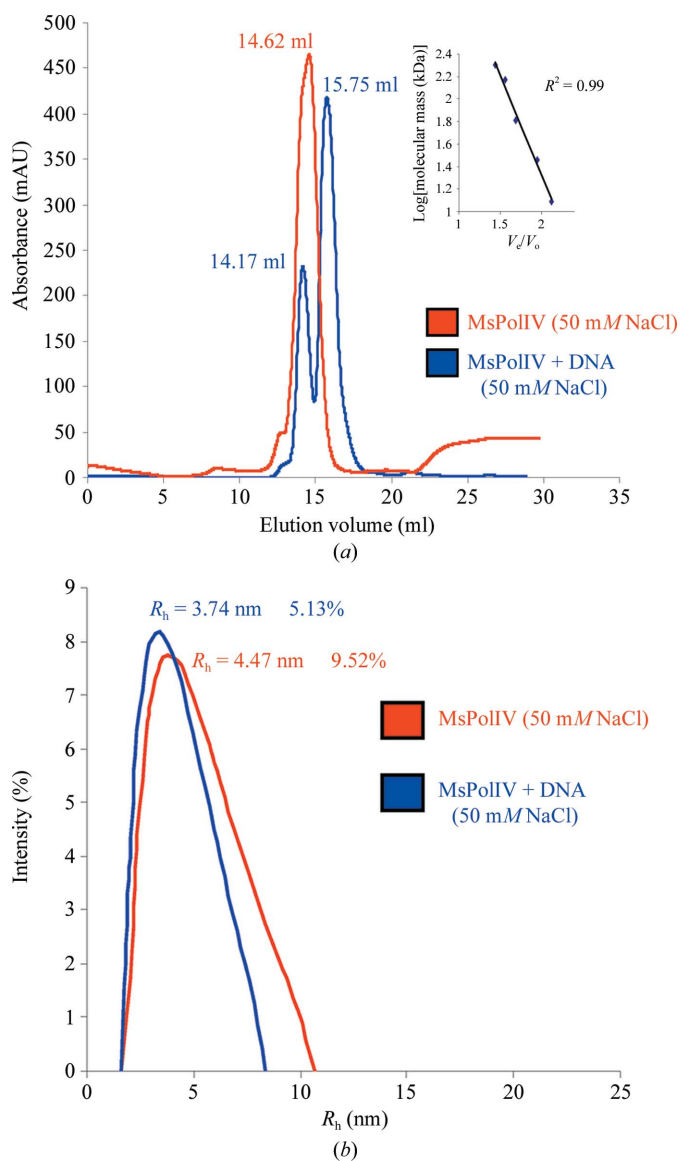 500
450
400
350
300
250
200
150
100
50
0
Absorbance (mAU)
14.62 ml
15.75 ml
14.17 ml
2.4
2.2
2
1.8
1.6
1.4
1.2
1
Log[molecular mass (kDa)]
R² = 0.99
1 1.5 2
Ve/Vo
MsPolIV (50 mM NaCl)
MsPolIV + DNA
(50 mM NaCl)
0 5 10 15 20 25 30 35
Elution volume (ml)
(a)
9
8
7
6
5
4
3
2
1
0
Intensity (%)
Rh = 3.74 nm 5.13%
Rh = 4.47 nm 9.52%
MsPolIV (50 mM NaCl)
MsPolIV + DNA
(50 mM NaCl)
0 5 10 15 20 25
Rh (nm)
(b)